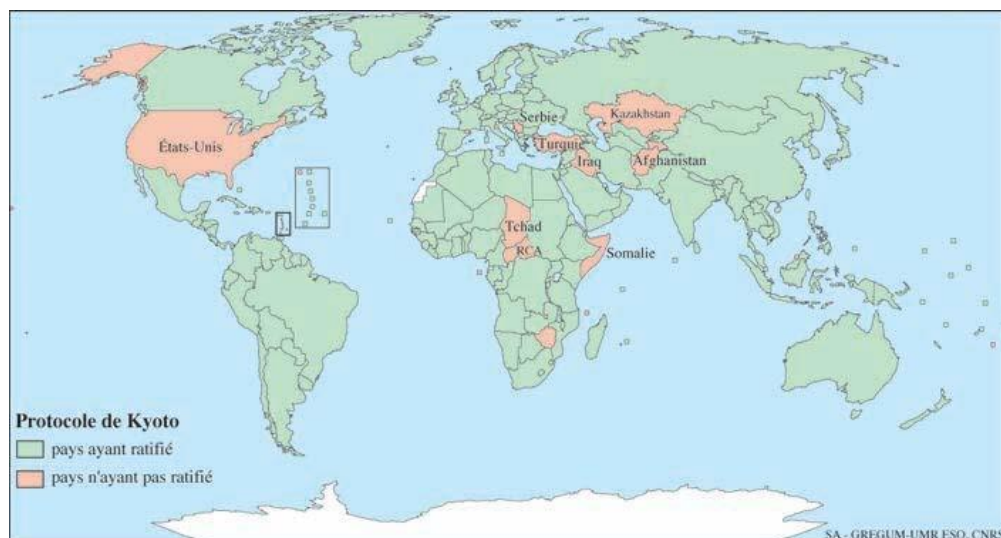 Serbie
Kazakhstan
États-Unis
Turquie
Iraq
Afghanistan
Tchad
RCA
Somalie
Protocole de Kyoto
pays ayant ratifié
pays n'ayant pas ratifié
SA - GREGUM-UMR ESO, CNRS